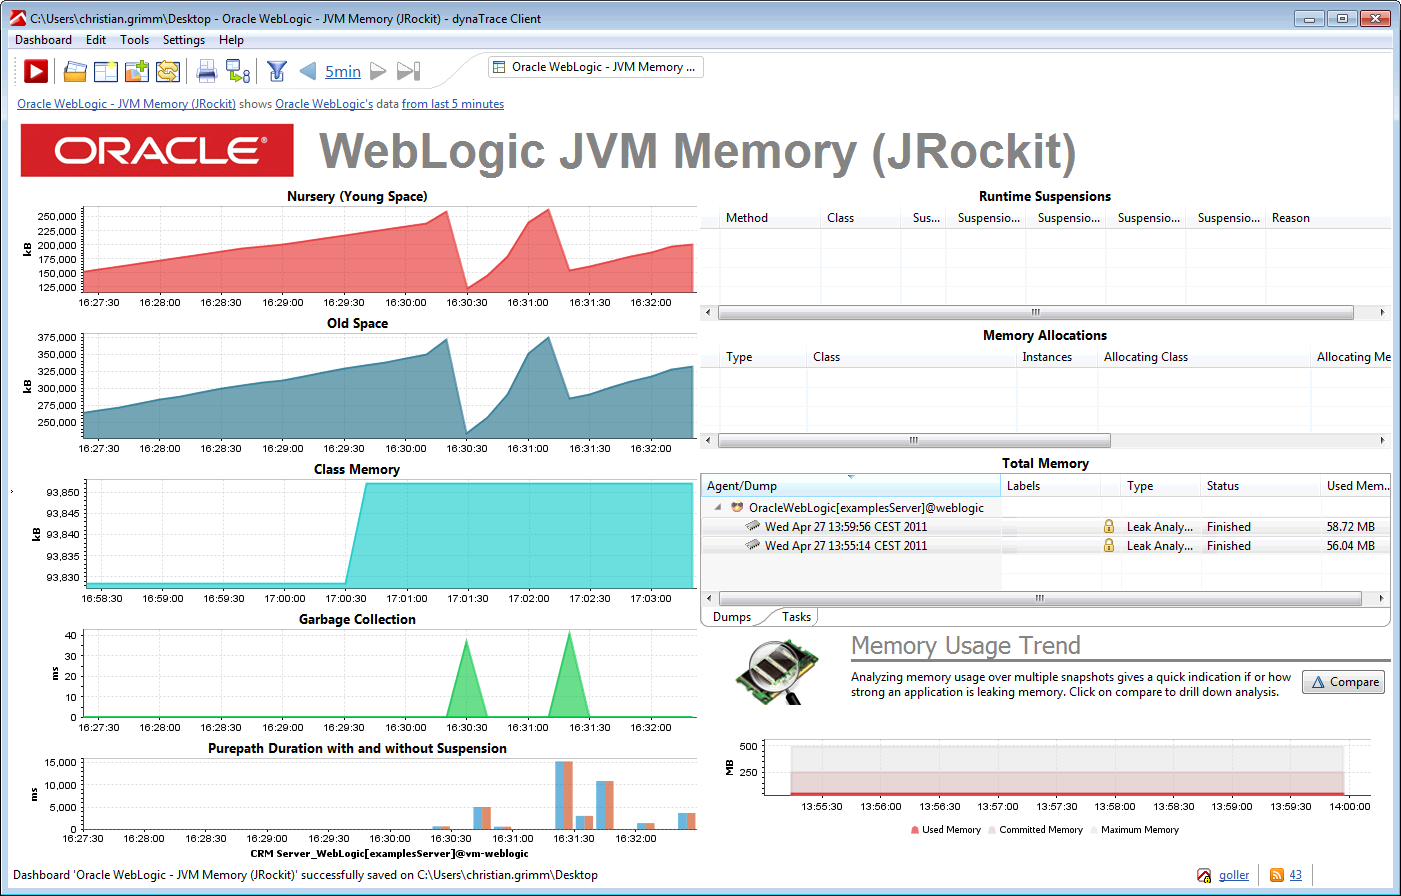 C:\Users\christian.grimm\Desktop - Oracle WebLogic - JVM Memory (JRockit) - dynaTrace Client
Dashboard Edit Tools Settings Help
5min
Oracle WebLogic - JVM Memory ...
Oracle WebLogic - JVM Memory (JRockit) shows Oracle WebLogic's data from last 5 minutes
ORACLE® WebLogic JVM Memory (JRockit)
Nursery (Young Space)
kB
250,000
225,000
200,000
175,000
150,000
125,000
16:27:30 16:28:00 16:28:30 16:29:00 16:29:30 16:30:00 16:30:30 16:31:00 16:31:30 16:32:00
Old Space
kB
375,000
350,000
325,000
300,000
275,000
250,000
16:27:30 16:28:00 16:28:30 16:29:00 16:29:30 16:30:00 16:30:30 16:31:00 16:31:30 16:32:00
Class Memory
kB
93,850
93,845
93,840
93,835
93,830
16:58:30 16:59:00 16:59:30 17:00:00 17:00:30 17:01:00 17:01:30 17:02:00 17:02:30 17:03:00
Garbage Collection
ms
40
30
20
10
0
16:27:30 16:28:00 16:28:30 16:29:00 16:29:30 16:30:00 16:30:30 16:31:00 16:31:30 16:32:00
Purepath Duration with and without Suspension
ms
15,000
10,000
5,000
0
16:27:30 16:28:00 16:28:30 16:29:00 16:29:30 16:30:00 16:30:30 16:31:00 16:31:30 16:32:00
CRM Server_WebLogic[examplesServer]@vm-weblogic
Runtime Suspensions
Method Class Sus... Suspensio... Suspensio... Suspensio... Suspensio... Reason
Memory Allocations
Type Class Instances Allocating Class Allocating Me
Total Memory
Agent/Dump Labels Type Status Used Mem...
OracleWebLogic[examplesServer]@weblogic
Wed Apr 27 13:59:56 CEST 2011 Leak Analy... Finished 58.72 MB
Wed Apr 27 13:55:14 CEST 2011 Leak Analy... Finished 56.04 MB
Dumps Tasks
Memory Usage Trend
Analyzing memory usage over multiple snapshots gives a quick indication if or how
strong an application is leaking memory. Click on compare to drill down analysis.
Compare
MB
500
250
13:55:30 13:56:00 13:56:30 13:57:00 13:57:30 13:58:00 13:58:30 13:59:00 13:59:30 14:00:00
Used Memory Committed Memory Maximum Memory
Dashboard 'Oracle WebLogic - JVM Memory (JRockit)' successfully saved on C:\Users\christian.grimm\Desktop
goller 43